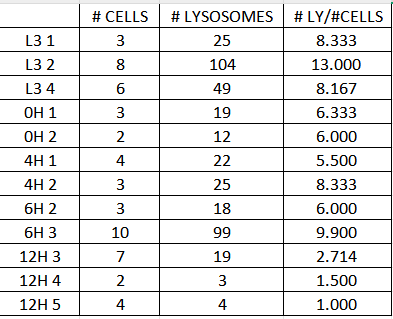 # CELLS # LYSOSOMES # LY/#CELLS
L3 1 3 25 8.333
L3 2 8 104 13.000
L3 4 6 49 8.167
0H 1 3 19 6.333
0H 2 2 12 6.000
4H 1 4 22 5.500
4H 2 3 25 8.333
6H 2 3 18 6.000
6H 3 10 99 9.900
12H 3 7 19 2.714
12H 4 2 3 1.500
12H 5 4 4 1.000